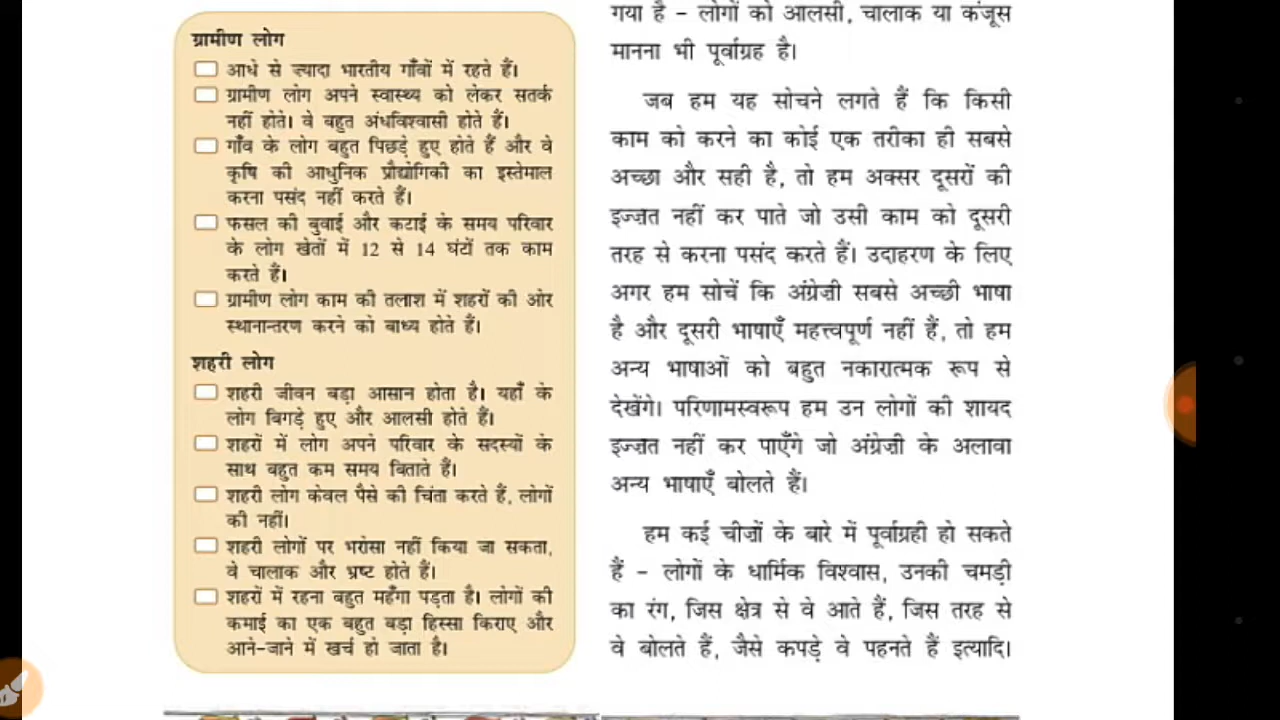 ग्रामीण लोग
आधे से ज़्यादा भारतीय गाँवों में रहते हैं।
ग्रामीण लोग अपने स्वास्थ्य को लेकर सतर्क
नहीं होते। वे बहुत अंधविश्वासी होते हैं।
गाँव के लोग बहुत पिछड़े हुए होते हैं और वे
कृषि की आधुनिक प्रौद्योगिकी का इस्तेमाल
करना पसंद नहीं करते हैं।
फसल की बुवाई और कटाई के समय परिवार
के लोग खेतों में 12 से 14 घंटों तक काम
करते हैं।
ग्रामीण लोग काम की तलाश में शहरों की ओर
स्थानान्तरण करने को बाध्य होते हैं।
शहरी लोग
शहरी जीवन बड़ा आसान होता है। यहाँ के
लोग बिगड़े हुए और आलसी होते हैं।
शहरों में लोग अपने परिवार के सदस्यों के
साथ बहुत कम समय बिताते हैं।
शहरी लोग केवल पैसे की चिंता करते हैं, लोगों
की नहीं।
शहरी लोगों पर भरोसा नहीं किया जा सकता,
वे चालाक और भ्रष्ट होते हैं।
शहरों में रहना बहुत महँगा पड़ता है। लोगों की
कमाई का एक बहुत बड़ा हिस्सा किराए और
आने-जाने में खर्च हो जाता है।
गया है – लोगों को आलसी, चालाक या कंजूस
मानना भी पूर्वाग्रह है।
जब हम यह सोचने लगते हैं कि किसी
काम को करने का कोई एक तरीका ही सबसे
अच्छा और सही है, तो हम अक्सर दूसरों की
इज़्ज़त नहीं कर पाते जो उसी काम को दूसरी
तरह से करना पसंद करते हैं। उदाहरण के लिए
अगर हम सोचें कि अंग्रेज़ी सबसे अच्छी भाषा
है और दूसरी भाषाएँ महत्त्वपूर्ण नहीं हैं, तो हम
अन्य भाषाओं को बहुत नकारात्मक रूप से
देखेंगे। परिणामस्वरूप हम उन लोगों की शायद
इज़्ज़त नहीं कर पाएँगे जो अंग्रेज़ी के अलावा
अन्य भाषाएँ बोलते हैं।
हम कई चीज़ों के बारे में पूर्वाग्रही हो सकते
हैं – लोगों के धार्मिक विश्वास, उनकी चमड़ी
का रंग, जिस क्षेत्र से वे आते हैं, जिस तरह से
वे बोलते हैं, जैसे कपड़े वे पहनते हैं इत्यादि।